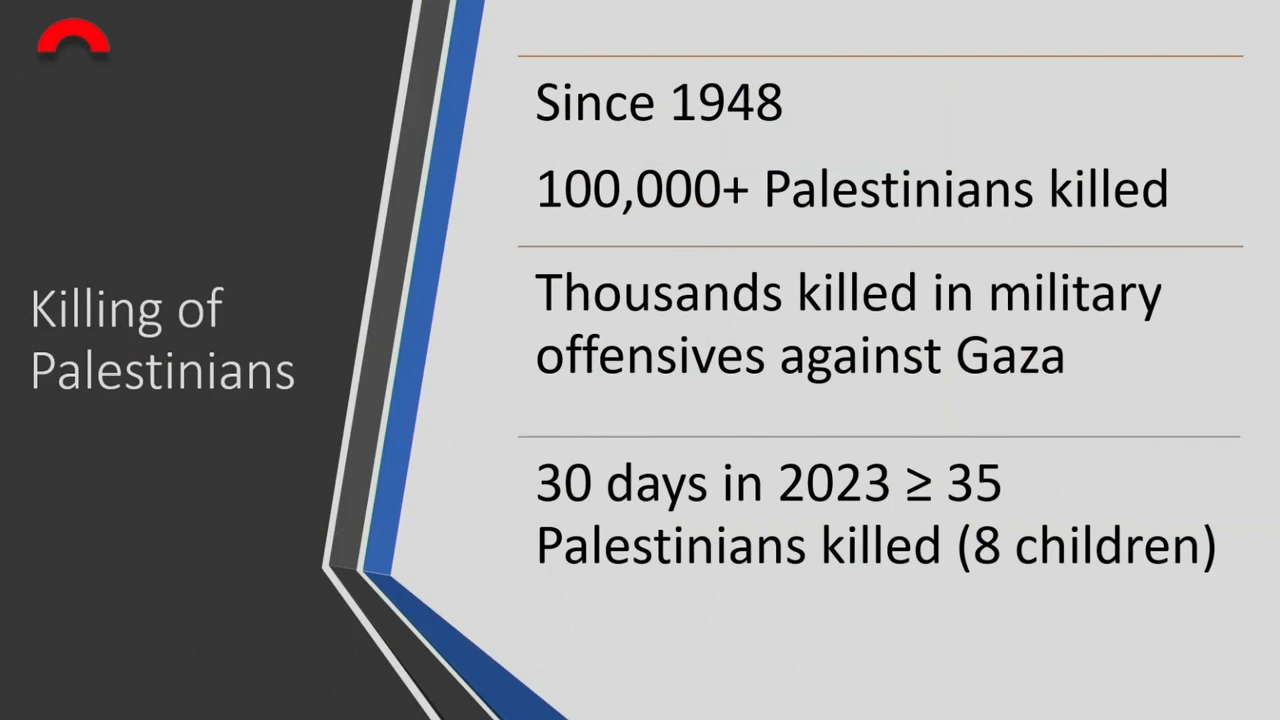 Killing of
Palestinians
Since 1948
100,000+ Palestinians killed
Thousands killed in military
offensives against Gaza
30 days in 2023 ≥ 35
Palestinians killed (8 children)